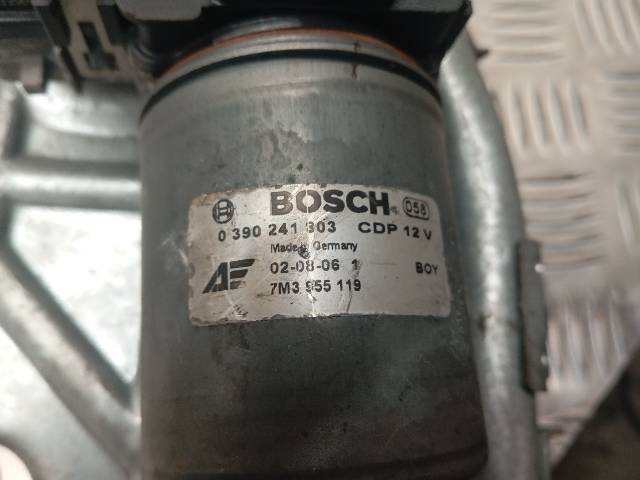 BOSCH 058
0 390 241 303 CDP 12 V
Made in Germany
AE 02-08-06 1 BOY
7M3 955 119